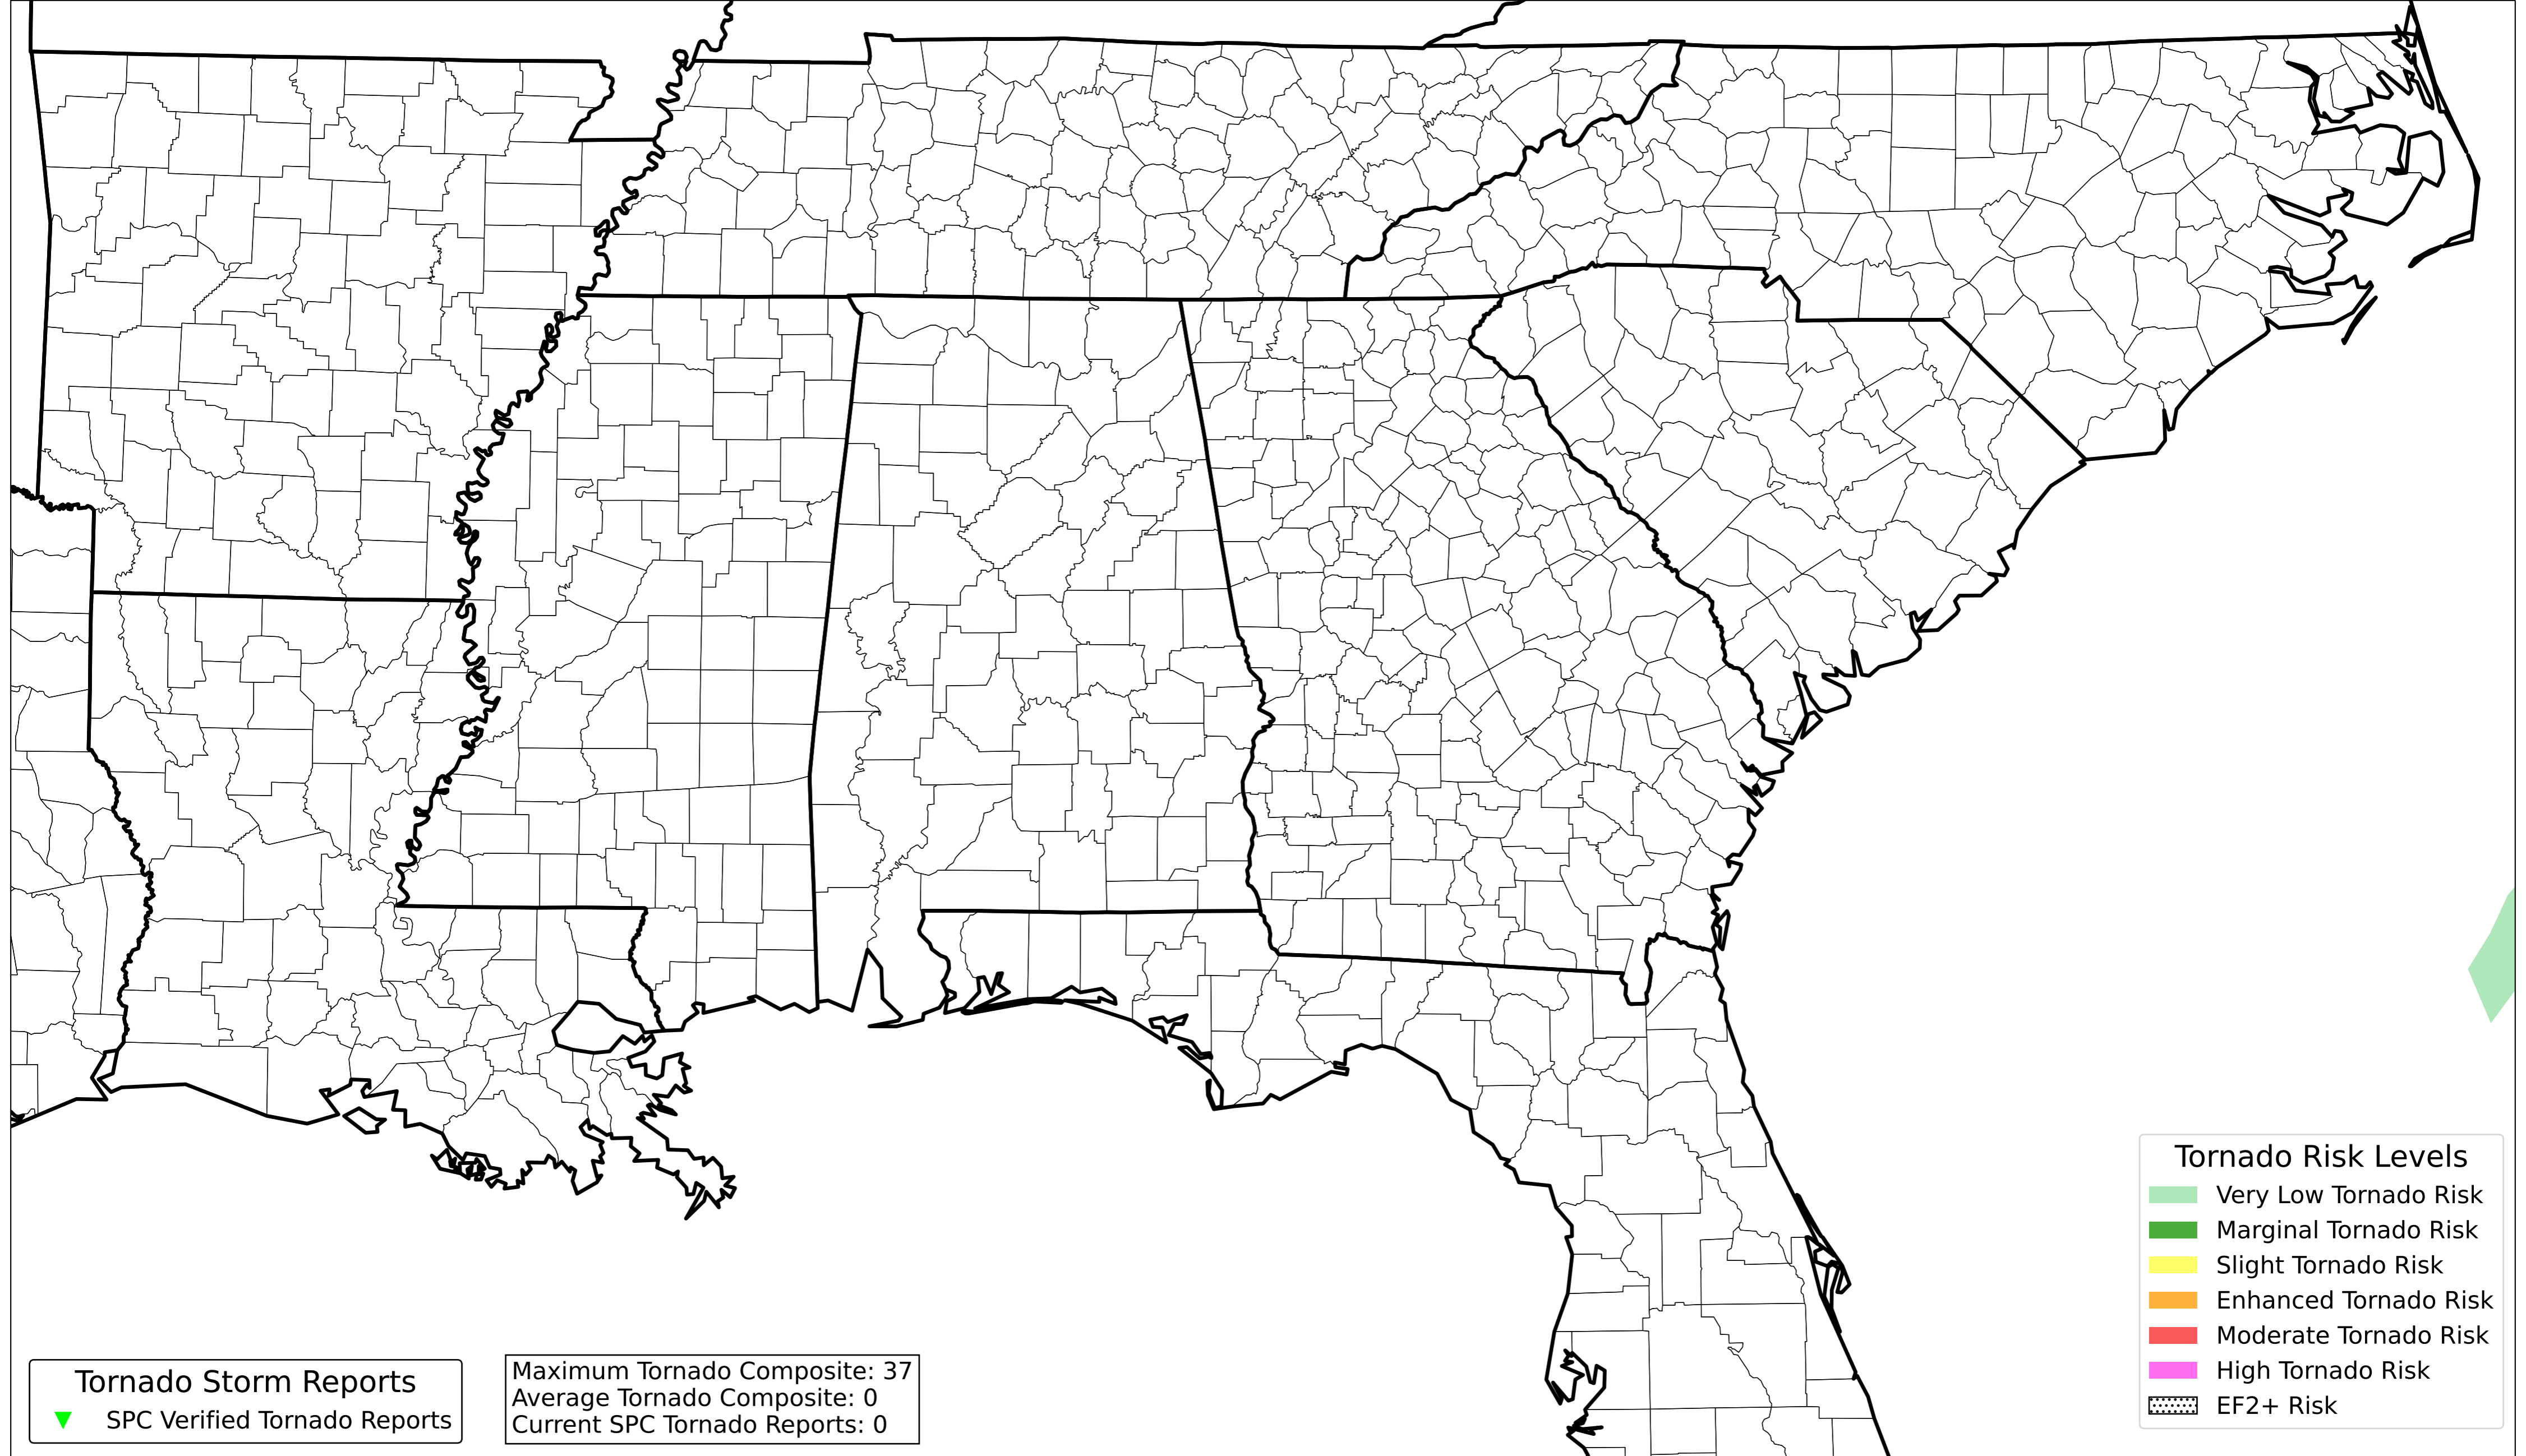 Tornado Storm Reports
SPC Verified Tornado Reports
Maximum Tornado Composite: 37
Average Tornado Composite: 0
Current SPC Tornado Reports: 0
Tornado Risk Levels
Very Low Tornado Risk
Marginal Tornado Risk
Slight Tornado Risk
Enhanced Tornado Risk
Moderate Tornado Risk
High Tornado Risk
EF2+ Risk